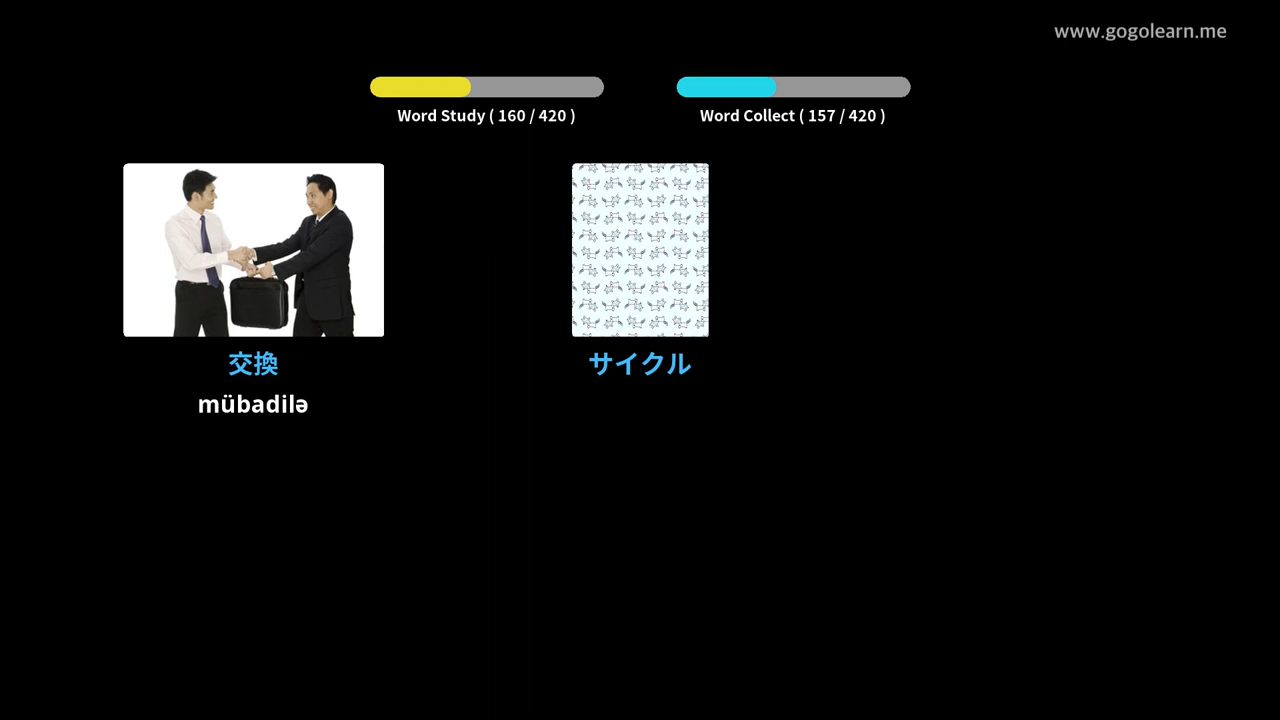 www.gogolearn.me
Word Study ( 160 / 420 )
Word Collect ( 157 / 420 )
交換
サイクル
mübadilə